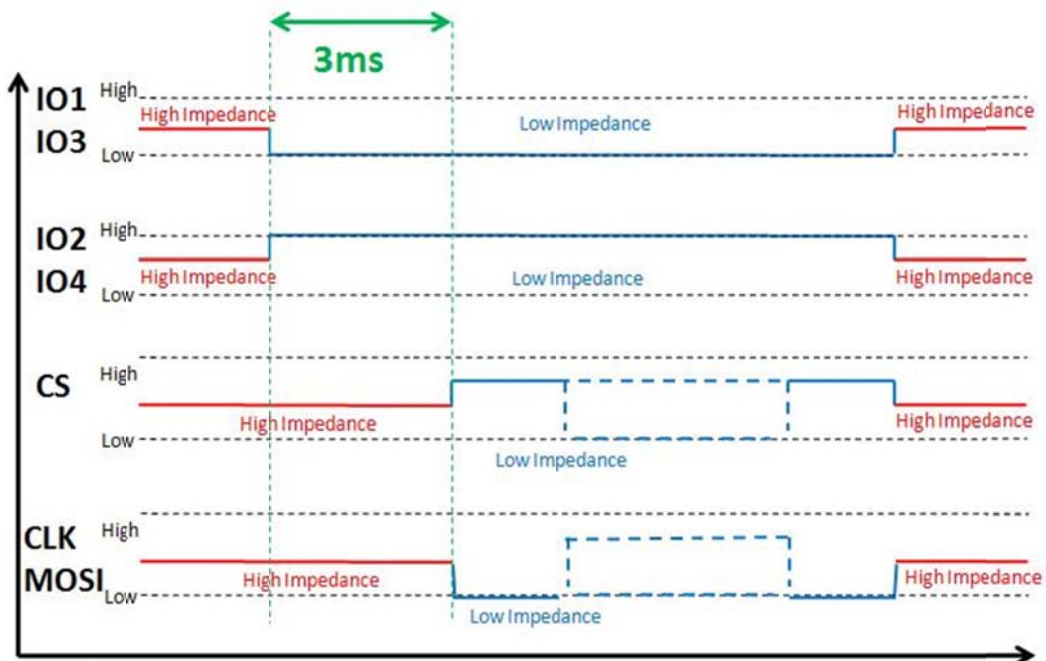 3ms
IO1 High
High Impedance
Low Impedance
High Impedance
IO3
Low
IO2 High
High Impedance
Low Impedance
High Impedance
IO4
Low
High
CS
High Impedance
High Impedance
Low
Low Impedance
High
CLK
High Impedance
High Impedance
MOSI Low
Low Impedance